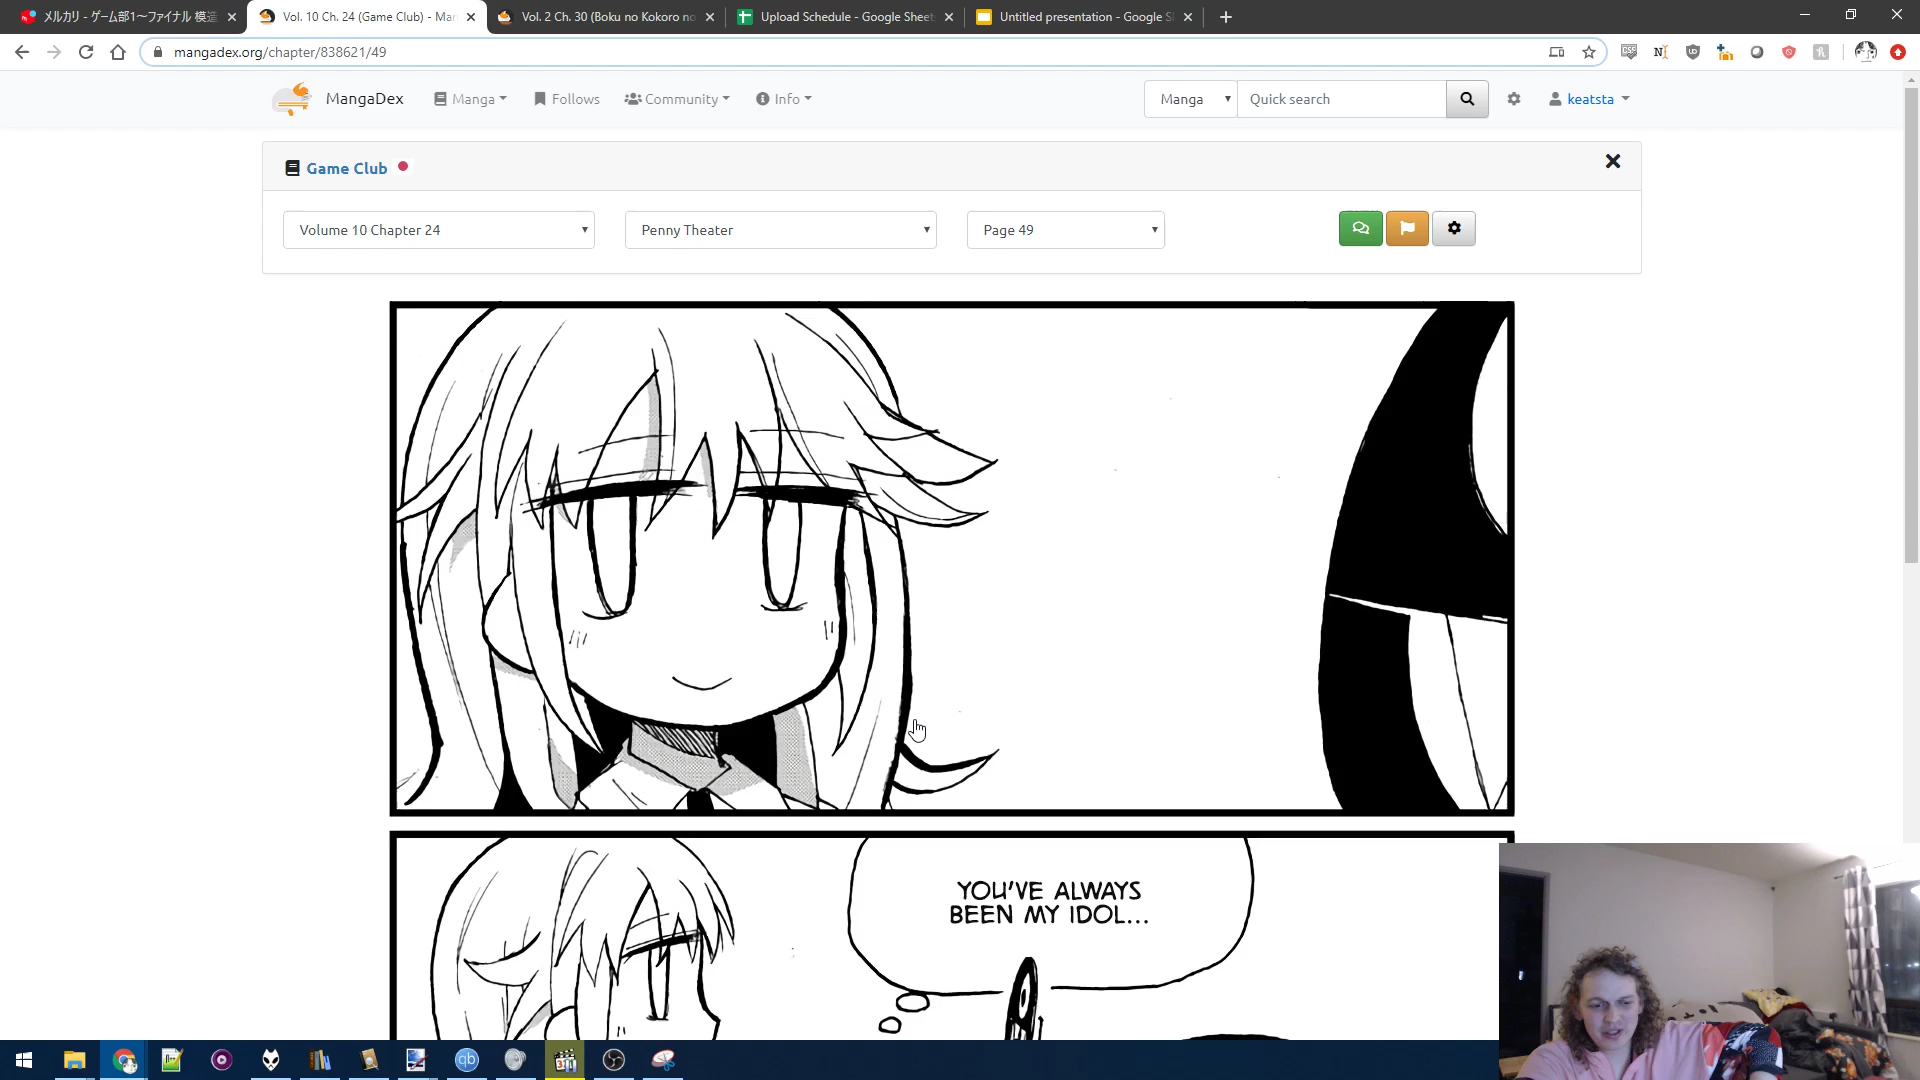 メルカリ - ゲーム部1〜ファイナル 模造
Vol. 10 Ch. 24 (Game Club) - Man
Vol. 2 Ch. 30 (Boku no Kokoro no
Upload Schedule - Google Sheets
Untitled presentation - Google Sl
mangadex.org/chapter/838621/49
MangaDex
Manga
Follows
Community
Info
Manga
Quick search
keatsta
Game Club
Volume 10 Chapter 24
Penny Theater
Page 49
YOU'VE ALWAYS
BEEN MY IDOL...